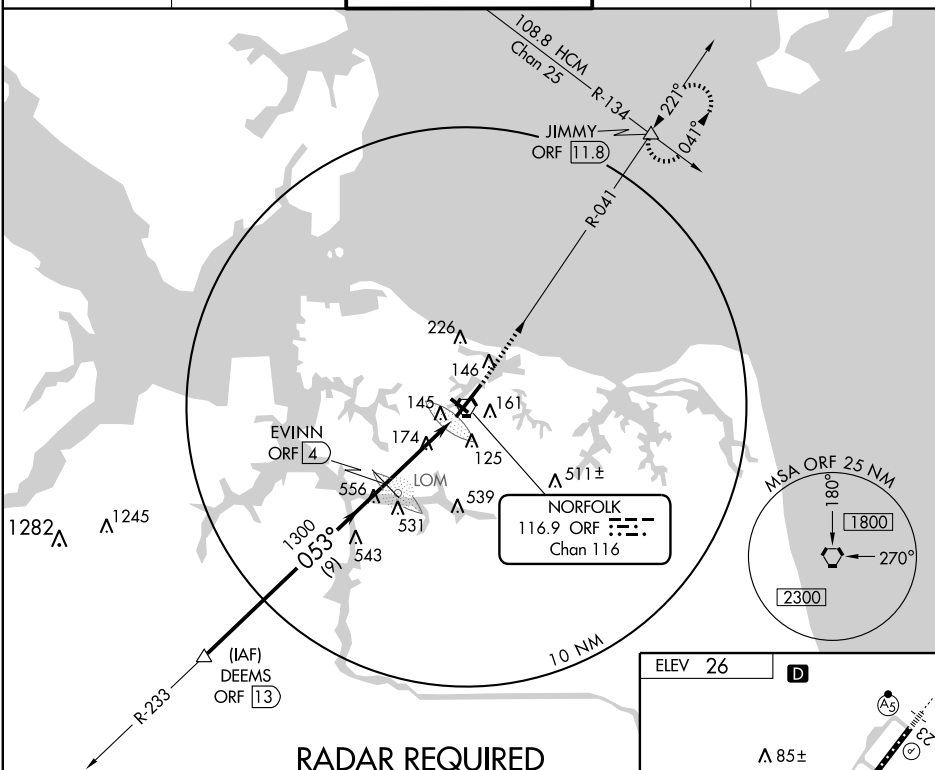 108.8 HCM
Chan 25
R-134
221°
041°
JIMMY
ORF 11.8
R-041
226
146
145
161
174
125
EVINN
ORF 4
LOM
556
531
539
511±
543
1282
1245
1300
053°
(9)
NORFOLK
116.9 ORF
Chan 116
MSA ORF 25 NM
180°
1800
270°
2300
10 NM
(IAF)
DEEMS
ORF 13
R-233
RADAR REQUIRED
ELEV 26
D
A5
23
P
85±